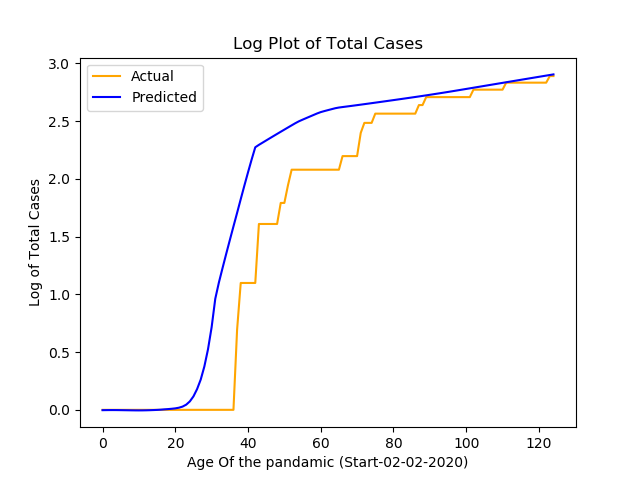 Log Plot of Total Cases
Actual
Predicted
3.0
2.5
2.0
1.5
1.0
0.5
0.0
Log of Total Cases
0 20 40 60 80 100 120
Age Of the pandamic (Start-02-02-2020)